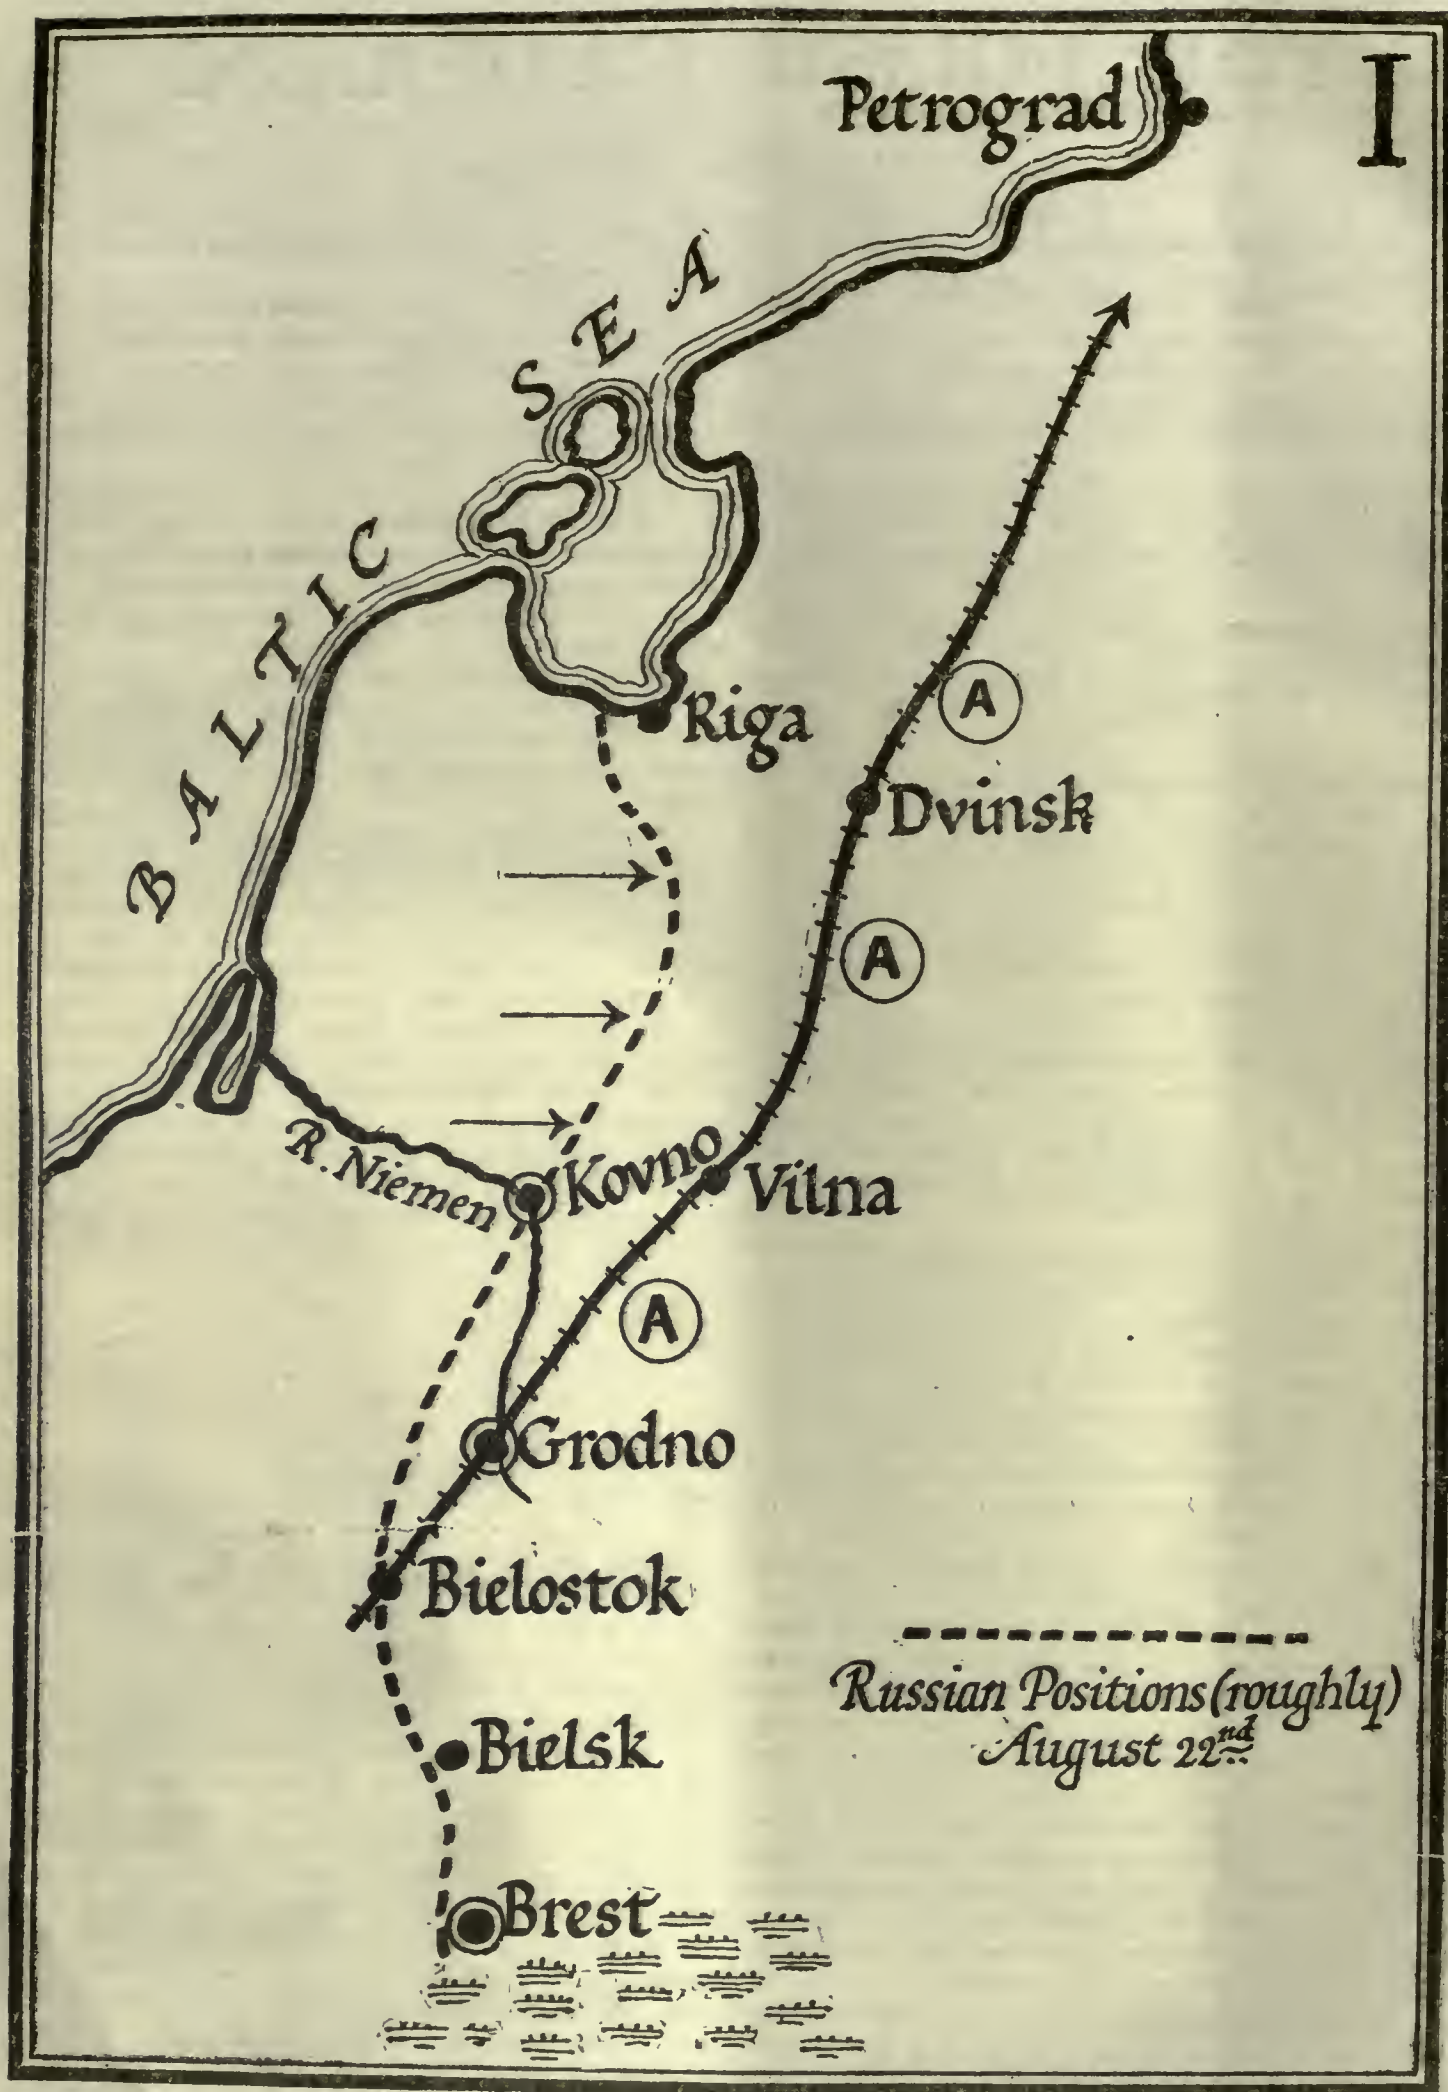 I
Petrograd
BALTIC SEA
Riga
A
Dvinsk
A
R. Niemen
Kovno
Vilna
A
Grodno
Bielostok
Russian Positions (roughly)
August 22nd
Bielsk
Brest